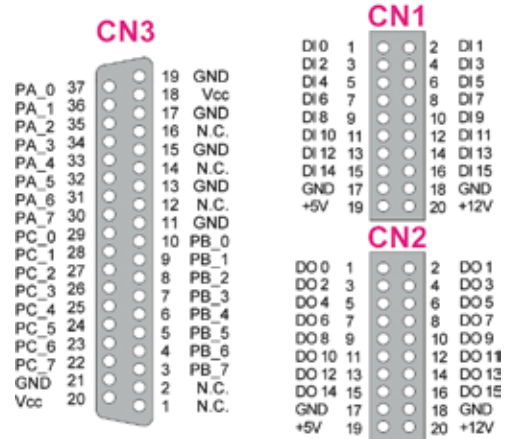 CN3
19 GND
PA_0 37
18 Vcc
PA_1 36
17 GND
PA_2 35
16 N.C.
PA_3 34
15 GND
PA_4 33
14 N.C.
PA_5 32
13 GND
PA_6 31
12 N.C.
PA_7 30
11 GND
PC_0 29
10 PB_0
PC_1 28
9 PB_1
PC_2 27
8 PB_2
PC_3 26
7 PB_3
PC_4 25
6 PB_4
PC_5 24
5 PB_5
PC_6 23
4 PB_6
PC_7 22
3 PB_7
GND 21
2 N.C.
Vcc 20
1 N.C.
CN1
DI 0 1 2 DI 1
DI 2 3 4 DI 3
DI 4 5 6 DI 5
DI 6 7 8 DI 7
DI 8 9 10 DI 9
DI 10 11 12 DI 11
DI 12 13 14 DI 13
DI 14 15 16 DI 15
GND 17 18 GND
+5V 19 20 +12V
CN2
DO 0 1 2 DO 1
DO 2 3 4 DO 3
DO 4 5 6 DO 5
DO 6 7 8 DO 7
DO 8 9 10 DO 9
DO 10 11 12 DO 11
DO 12 13 14 DO 13
DO 14 15 16 DO 15
GND 17 18 GND
+5V 19 20 +12V